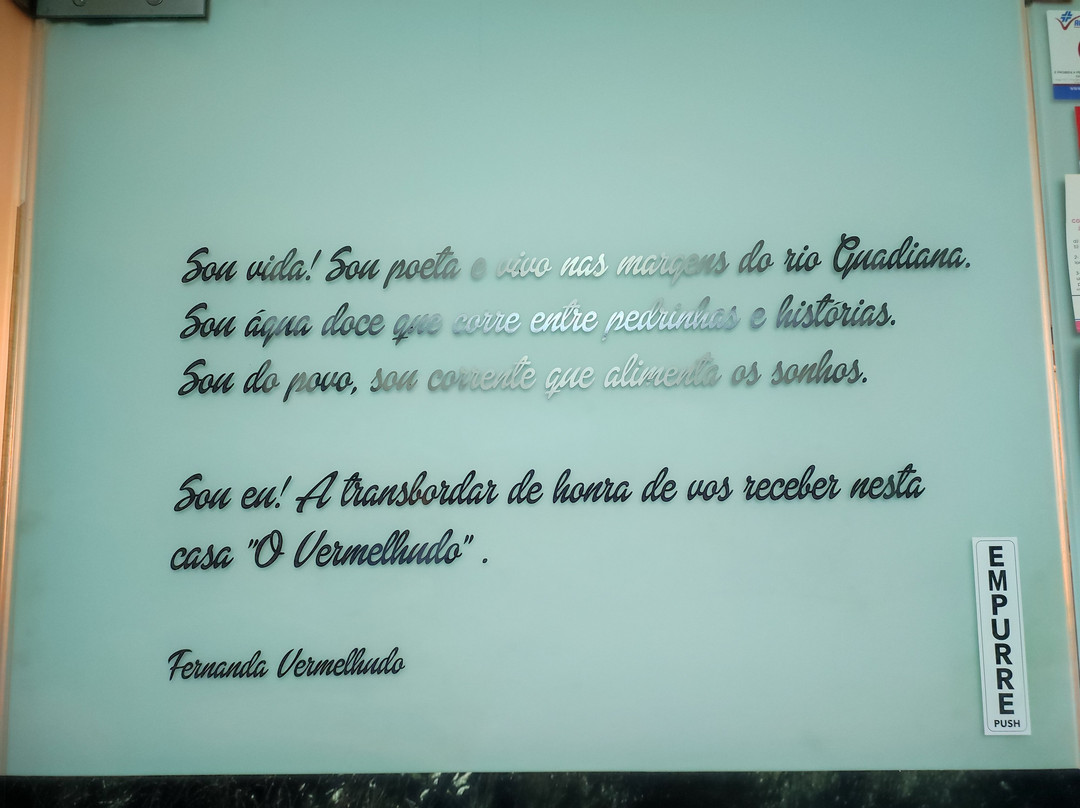 Sou vida! Sou poeta e vivo nas margens do rio Guadiana.
Sou água doce que corre entre pedrinhas e histórias.
Sou do povo, sou corrente que alimenta os sonhos.
Sou eu! A transbordar de honra de vos receber nesta
casa "O Vermelhudo" .
Fernanda Vermelhudo
EMPURRE
PUSH